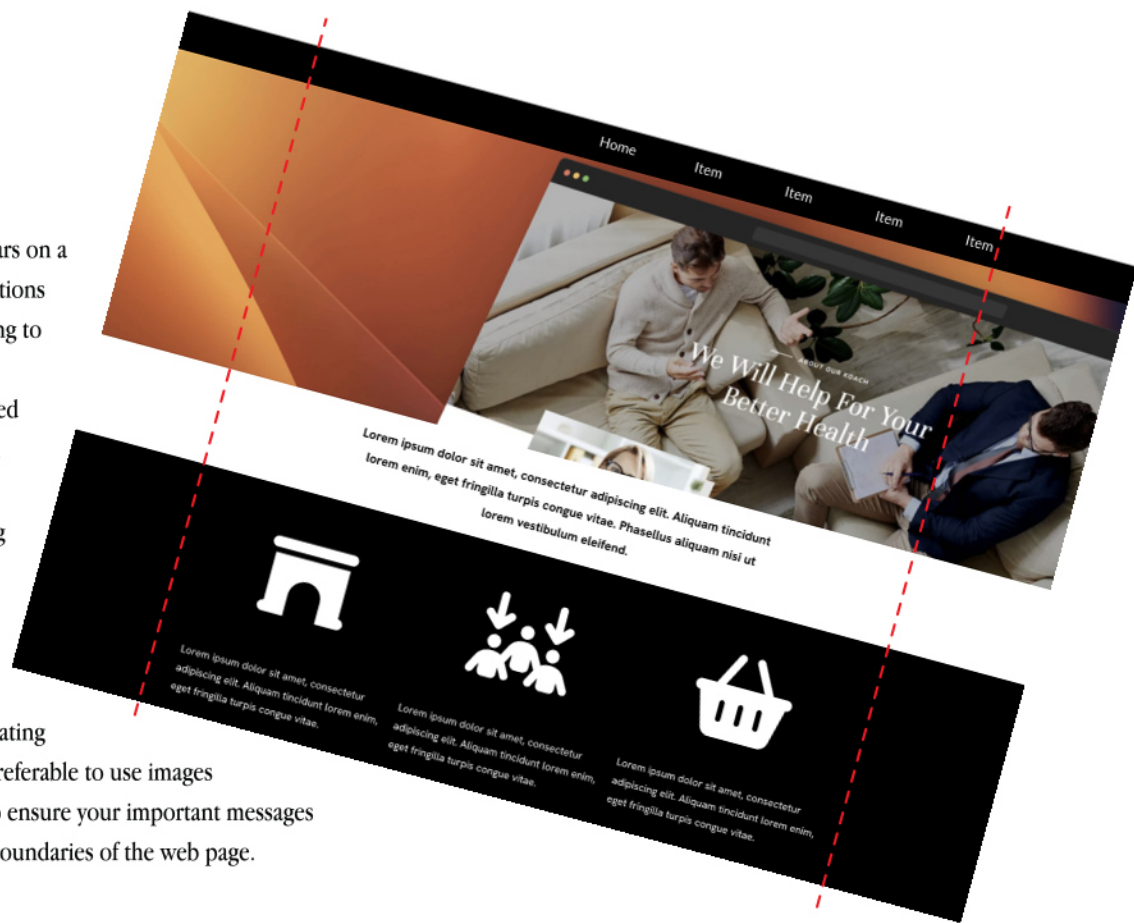 ars on a
tions
ng to
ed
g
ating
referable to use images
ensure your important messages
oundaries of the web page.
Home
Item
Item
Item
Item
ABOUT OUR KOACH
We Will Help For Your
Better Health
Lorem ipsum dolor sit amet, consectetur adipiscing elit. Aliquam tincidunt
lorem enim, eget fringilla turpis congue vitae. Phasellus aliquam nisi ut
lorem vestibulum eleifend.
Lorem ipsum dolor sit amet, consectetur
adipiscing elit. Aliquam tincidunt lorem enim,
eget fringilla turpis congue vitae.
Lorem ipsum dolor sit amet, consectetur
adipiscing elit. Aliquam tincidunt lorem enim,
eget fringilla turpis congue vitae.
Lorem ipsum dolor sit amet, consectetur
adipiscing elit. Aliquam tincidunt lorem enim,
eget fringilla turpis congue vitae.